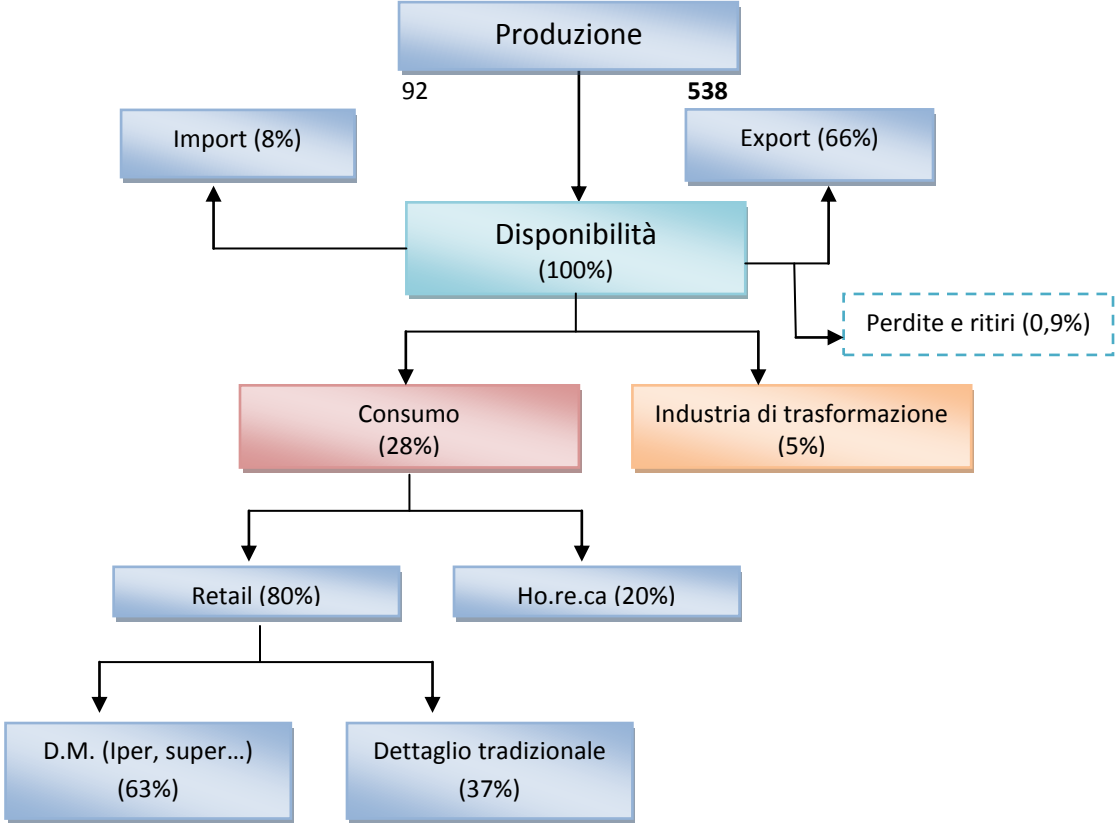 Produzione
92
538
Import (8%)
Export (66%)
Disponibilità
(100%)
Perdite e ritiri (0,9%)
Consumo
(28%)
Industria di trasformazione
(5%)
Retail (80%)
Ho.re.ca (20%)
D.M. (Iper, super…)
(63%)
Dettaglio tradizionale
(37%)